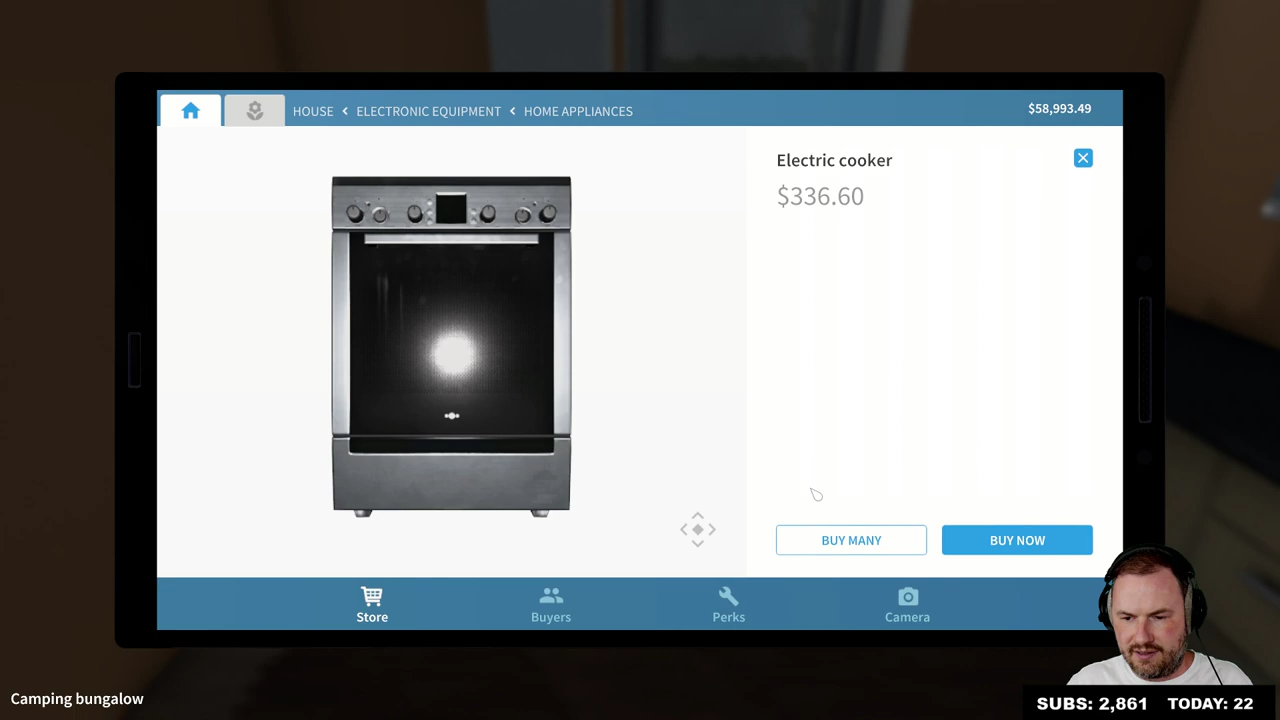 HOUSE < ELECTRONIC EQUIPMENT < HOME APPLIANCES
$58,993.49
Electric cooker
$336.60
BUY MANY
BUY NOW
Store
Buyers
Perks
Camera
Camping bungalow
SUBS: 2,861 TODAY: 22